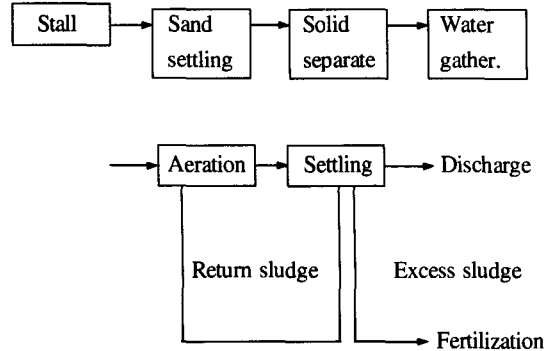 Stall
Sand
settling
Solid
separate
Water
gather.
Aeration
Settling
Discharge
Return sludge
Excess sludge
Fertilization